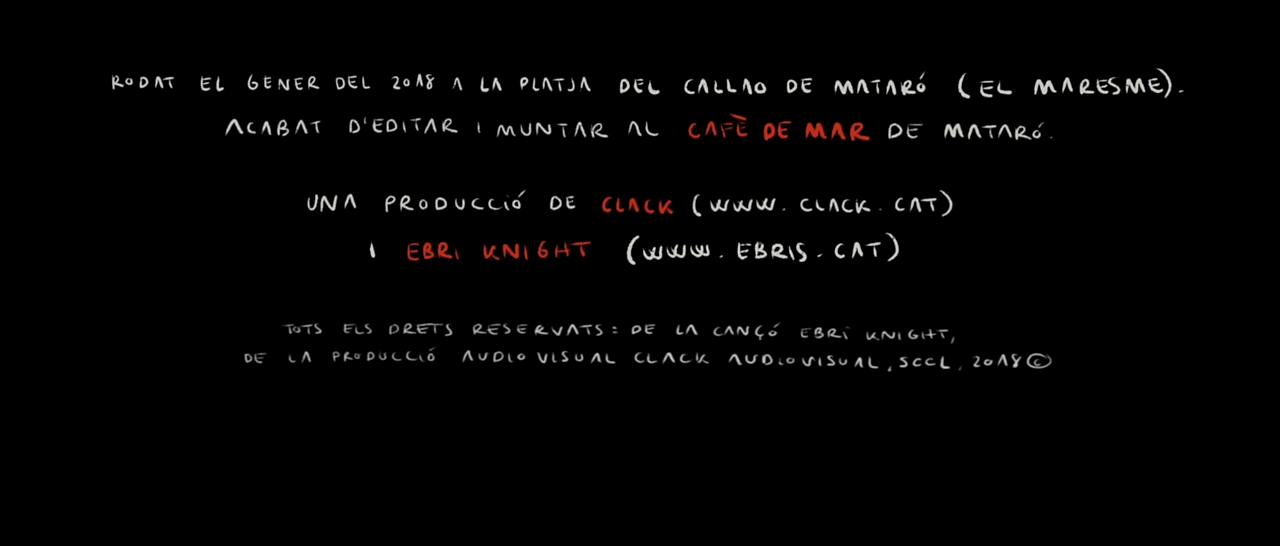 RODAT EL GENER DEL 2018 A LA PLATJA DEL CALLAO DE MATARÓ (EL MARESME).
ACABAT D'EDITAR I MUNTAR AL CAFÈ DE MAR DE MATARÓ.
UNA PRODUCCIÓ DE CLACK (WWW.CLACK.CAT)
I EBRI KNIGHT (WWW.EBRIS.CAT)
TOTS ELS DRETS RESERVATS: DE LA CANÇÓ EBRI KNIGHT,
DE LA PRODUCCIÓ AUDIOVISUAL CLACK AUDIOVISUAL, SCCL, 2018©